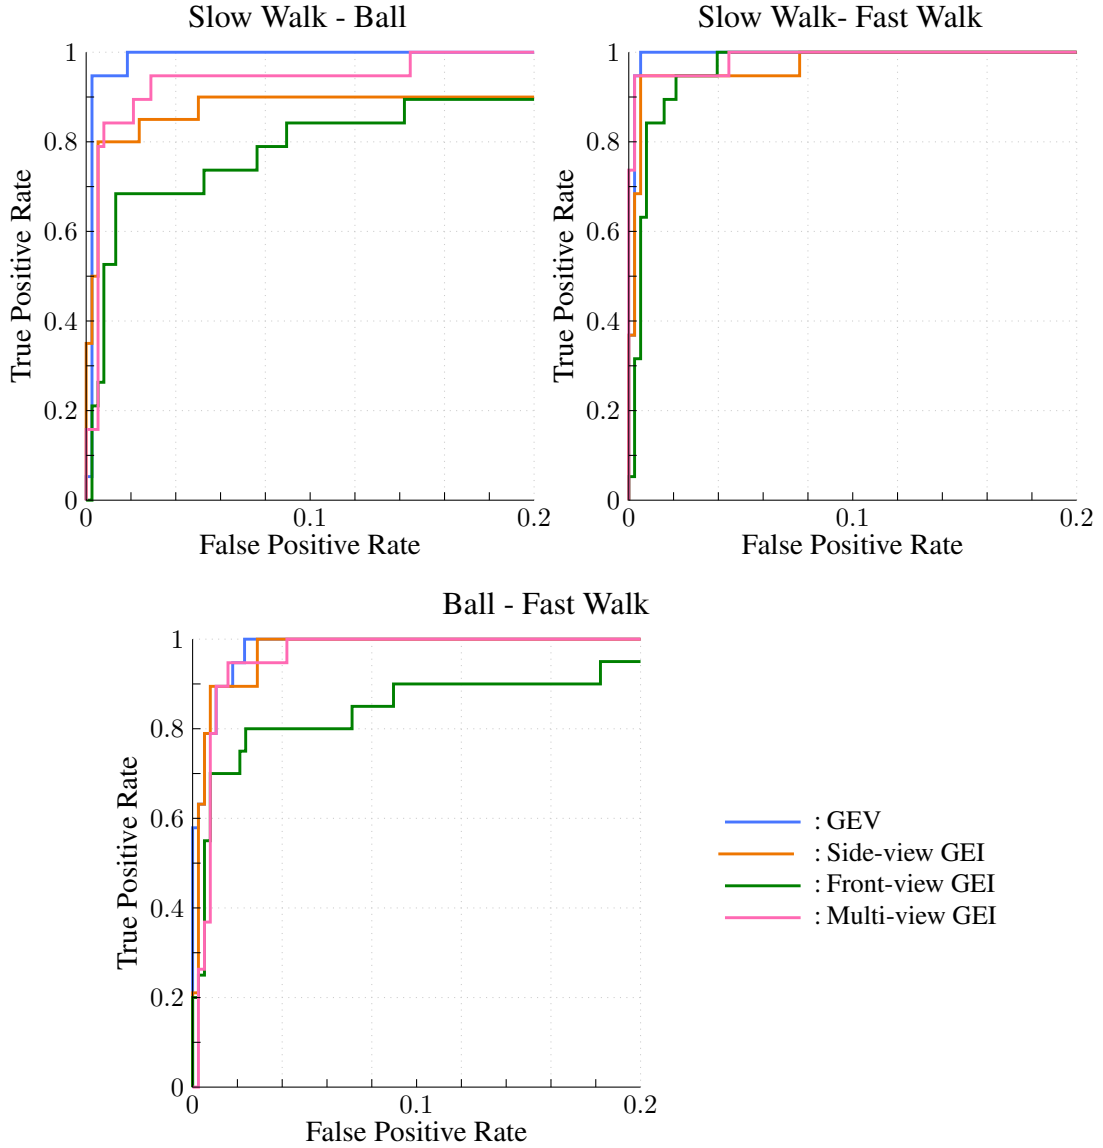 Slow Walk - Ball
1
0.8
0.6
0.4
0.2
0
True Positive Rate
0
0.1
0.2
False Positive Rate
Slow Walk- Fast Walk
1
0.8
0.6
0.4
0.2
0
True Positive Rate
0
0.1
0.2
False Positive Rate
Ball - Fast Walk
1
0.8
0.6
0.4
0.2
0
True Positive Rate
0
0.1
0.2
False Positive Rate
: GEV
: Side-view GEI
: Front-view GEI
: Multi-view GEI